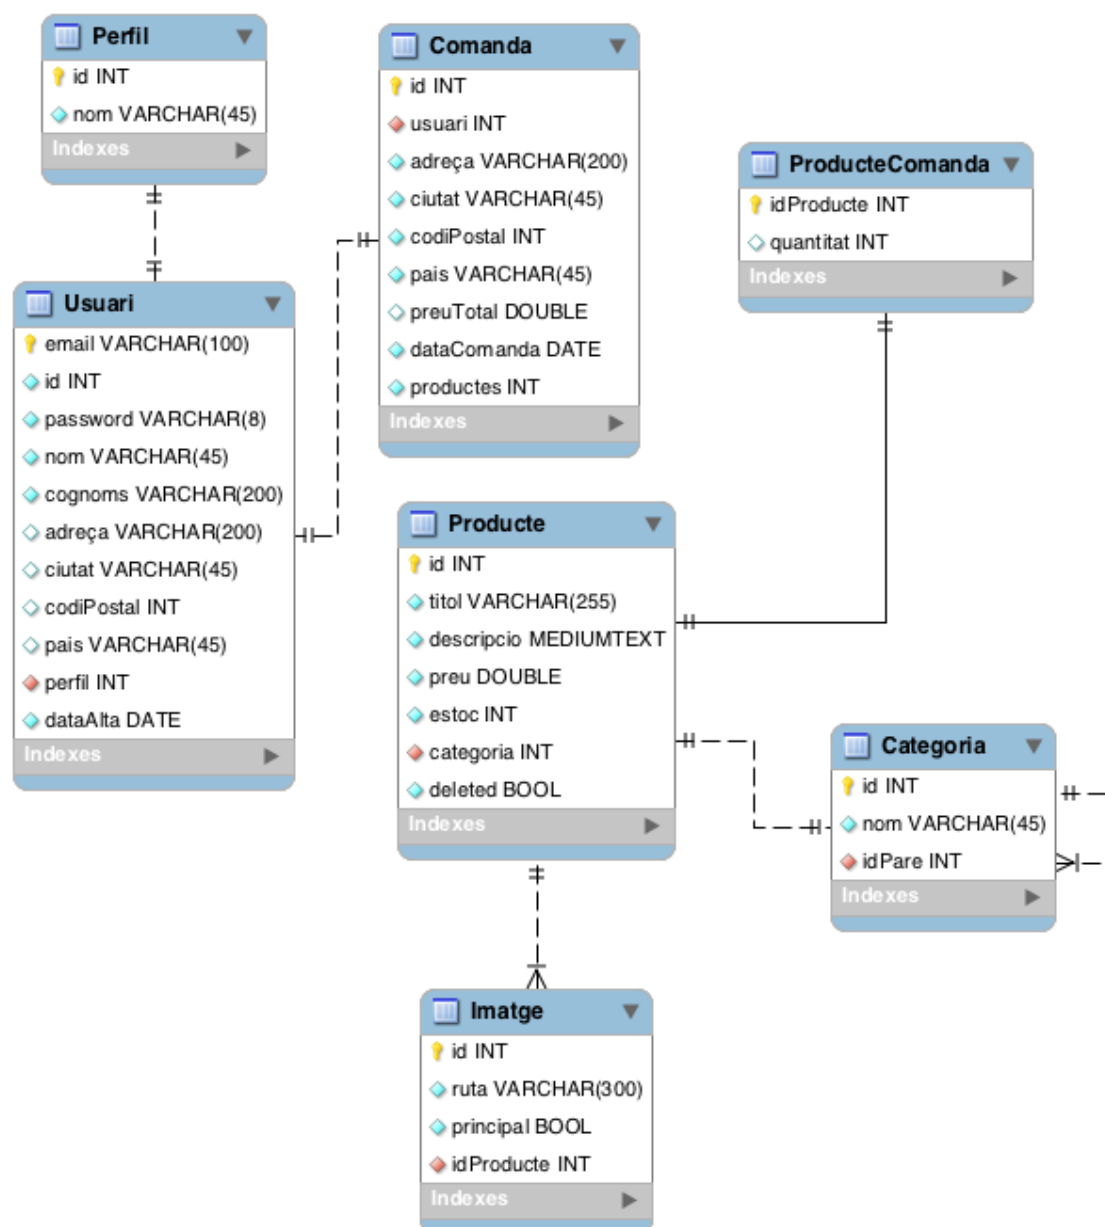 Perfil
id INT
nom VARCHAR(45)
Indexes
Comanda
id INT
usuari INT
adreça VARCHAR(200)
ciutat VARCHAR(45)
codiPostal INT
pais VARCHAR(45)
preuTotal DOUBLE
dataComanda DATE
productes INT
Indexes
ProducteComanda
idProducte INT
quantitat INT
Indexes
Usuari
email VARCHAR(100)
id INT
password VARCHAR(8)
nom VARCHAR(45)
cognoms VARCHAR(200)
adreça VARCHAR(200)
ciutat VARCHAR(45)
codiPostal INT
pais VARCHAR(45)
perfil INT
dataAlta DATE
Indexes
Producte
id INT
titol VARCHAR(255)
descripcio MEDIUMTEXT
preu DOUBLE
estoc INT
categoria INT
deleted BOOL
Indexes
Categoria
id INT
nom VARCHAR(45)
idPare INT
Indexes
Imatge
id INT
ruta VARCHAR(300)
principal BOOL
idProducte INT
Indexes